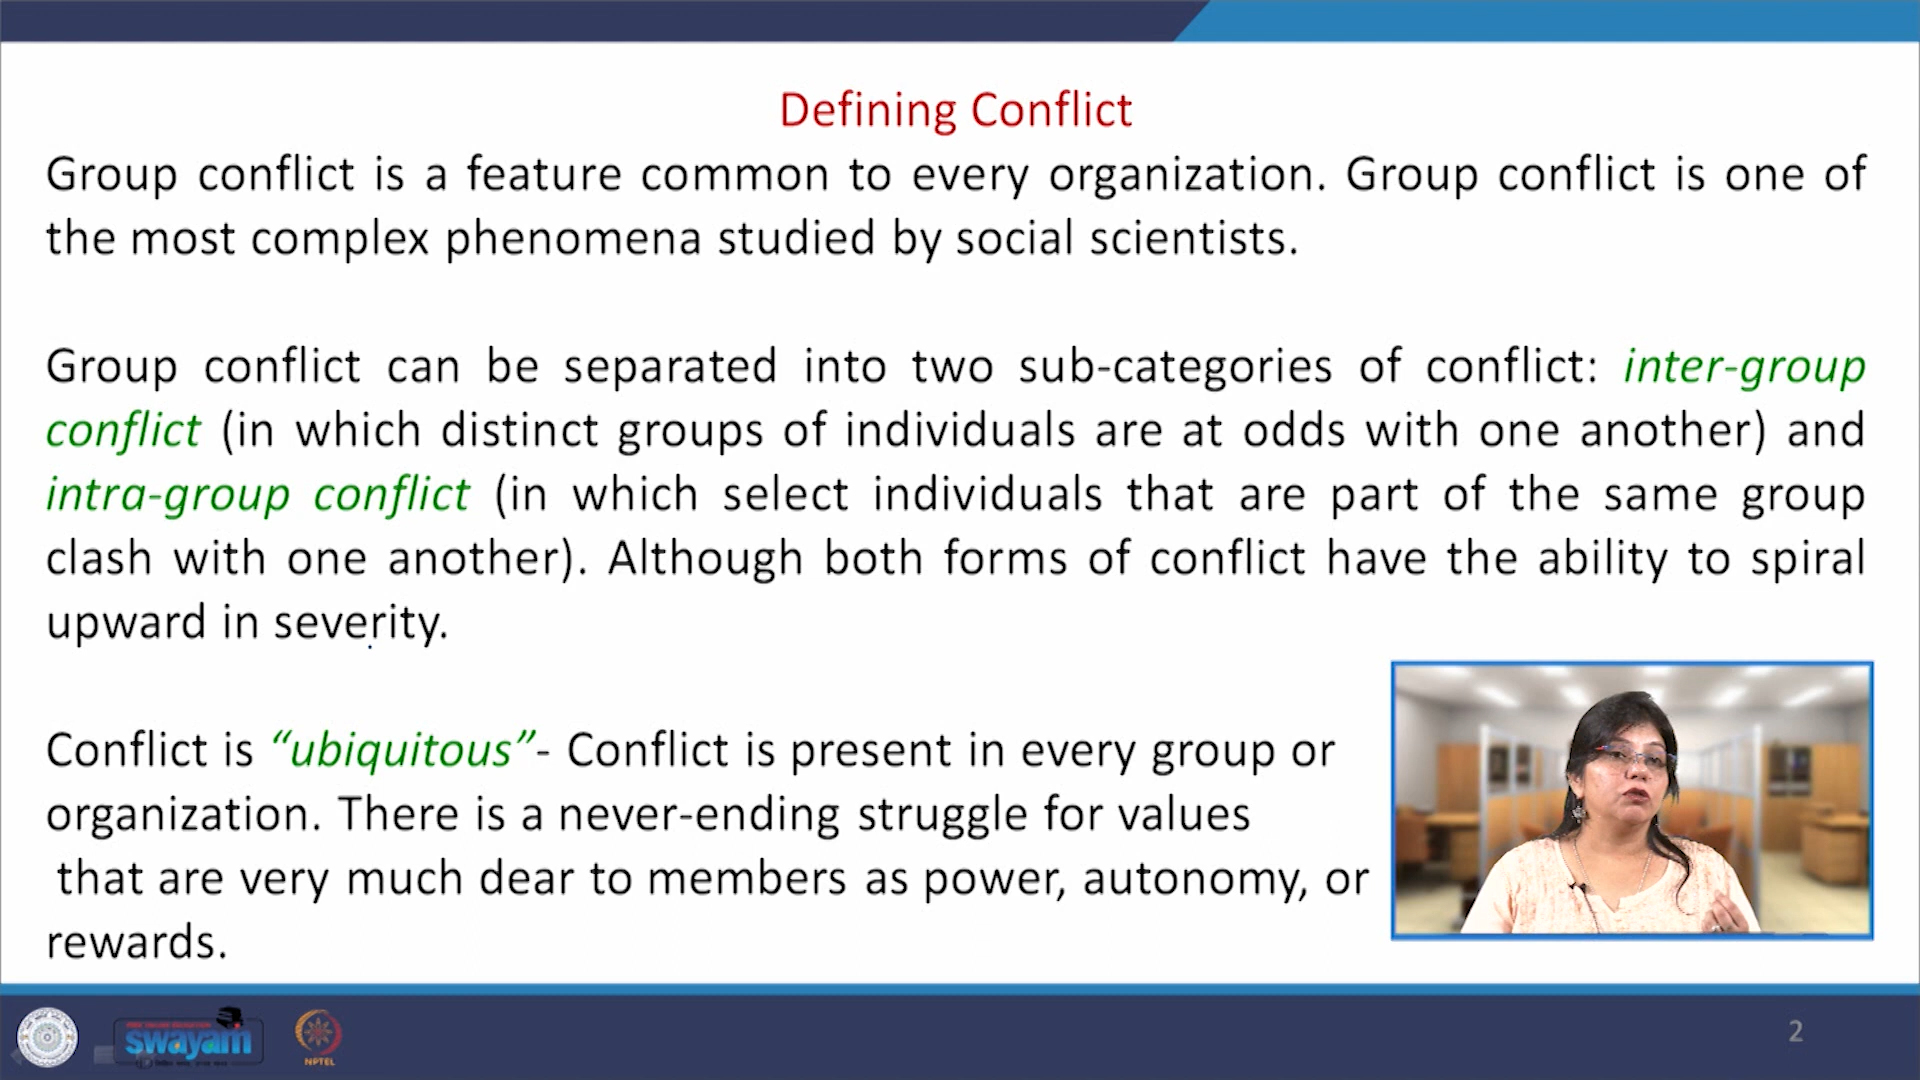 Defining Conflict
Group conflict is a feature common to every organization. Group conflict is one of
the most complex phenomena studied by social scientists.
Group conflict can be separated into two sub-categories of conflict: inter-group
conflict (in which distinct groups of individuals are at odds with one another) and
intra-group conflict (in which select individuals that are part of the same group
clash with one another). Although both forms of conflict have the ability to spiral
upward in severity.
Conflict is “ubiquitous”- Conflict is present in every group or
organization. There is a never-ending struggle for values
that are very much dear to members as power, autonomy, or
rewards.
swayam
NPTEL
2